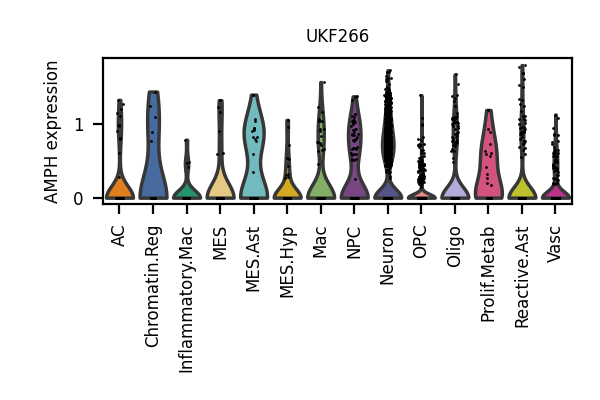 UKF266
AMPH expression
1
0
AC
Chromatin.Reg
Inflammatory.Mac
MES
MES.Ast
MES.Hyp
Mac
NPC
Neuron
OPC
Oligo
Prolif.Metab
Reactive.Ast
Vasc